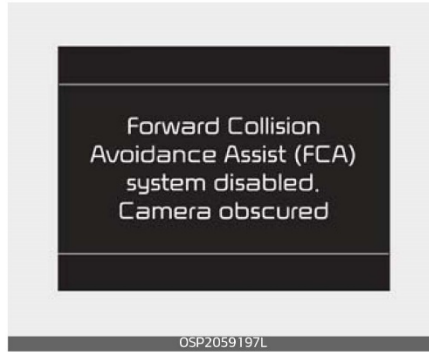 Forward Collision
Avoidance Assist (FCA)
system disabled.
Camera obscured
OSP2059197L